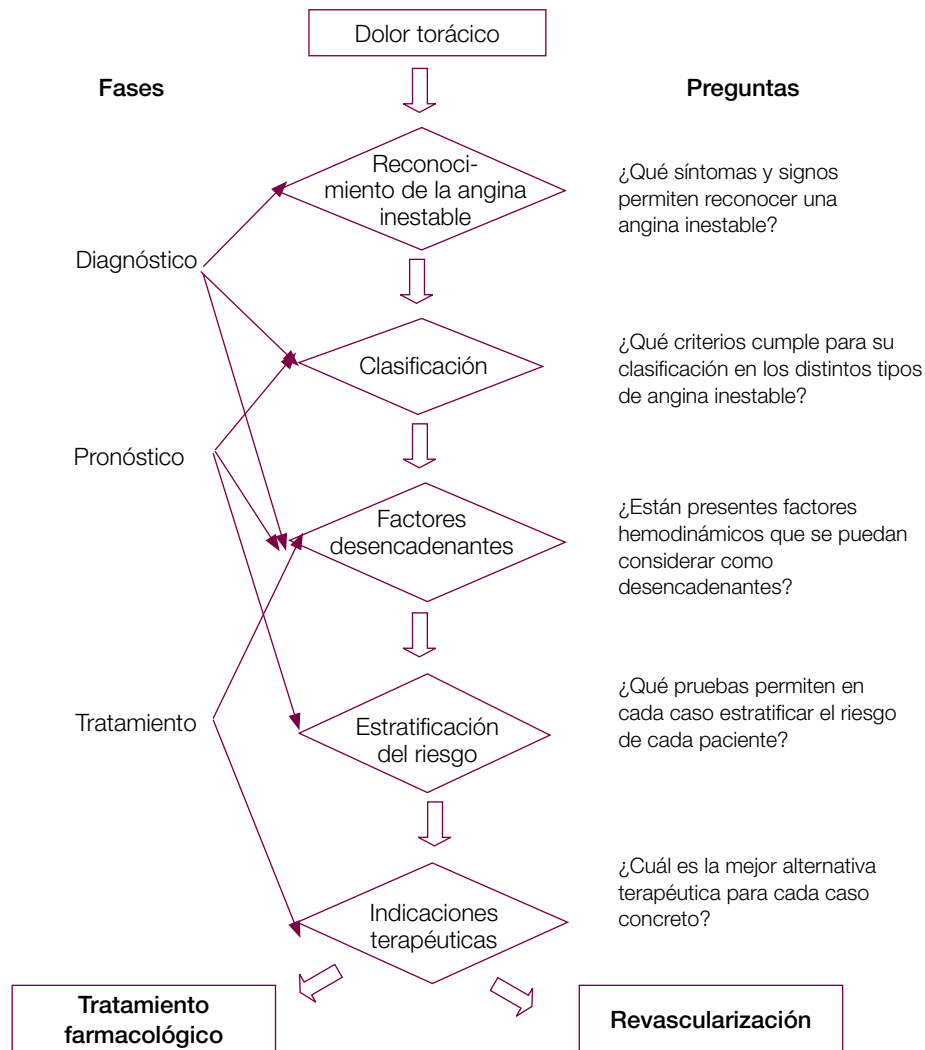 Dolor torácico
Fases
Preguntas
Reconoci-
miento de la angina
inestable
¿Qué síntomas y signos
permiten reconocer una
angina inestable?
Diagnóstico
Clasificación
¿Qué criterios cumple para su
clasificación en los distintos tipos
de angina inestable?
Pronóstico
Factores
desencadenantes
¿Están presentes factores
hemodinámicos que se puedan
considerar como
desencadenantes?
Tratamiento
Estratificación
del riesgo
¿Qué pruebas permiten en
cada caso estratificar el riesgo
de cada paciente?
Indicaciones
terapéuticas
¿Cuál es la mejor alternativa
terapéutica para cada caso
concreto?
Tratamiento
farmacológico
Revascularización